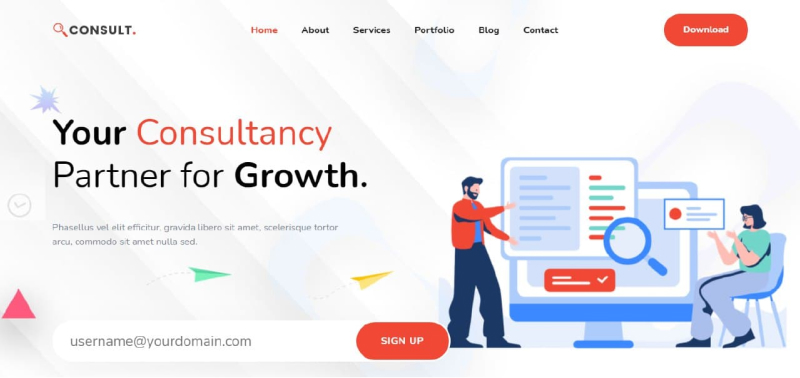 CONSULT.
Home About Services Portfolio Blog Contact Download
Your Consultancy
Partner for Growth.
Phasellus vel elit efficitur, gravida libero sit amet, scelerisque tortor
arcu, commodo sit amet nulla sed.
username@yourdomain.com
SIGN UP